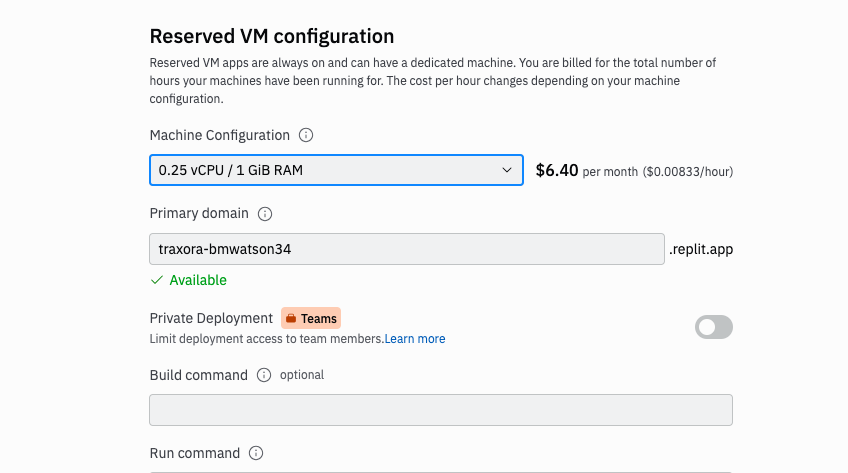 Reserved VM configuration
Reserved VM apps are always on and can have a dedicated machine. You are billed for the total number of
hours your machines have been running for. The cost per hour changes depending on your machine
configuration.
Machine Configuration
0.25 vCPU / 1 GiB RAM $6.40 per month ($0.00833/hour)
Primary domain
traxora-bmwatson34 .replit.app
Available
Private Deployment Teams
Limit deployment access to team members.Learn more
Build command optional
Run command